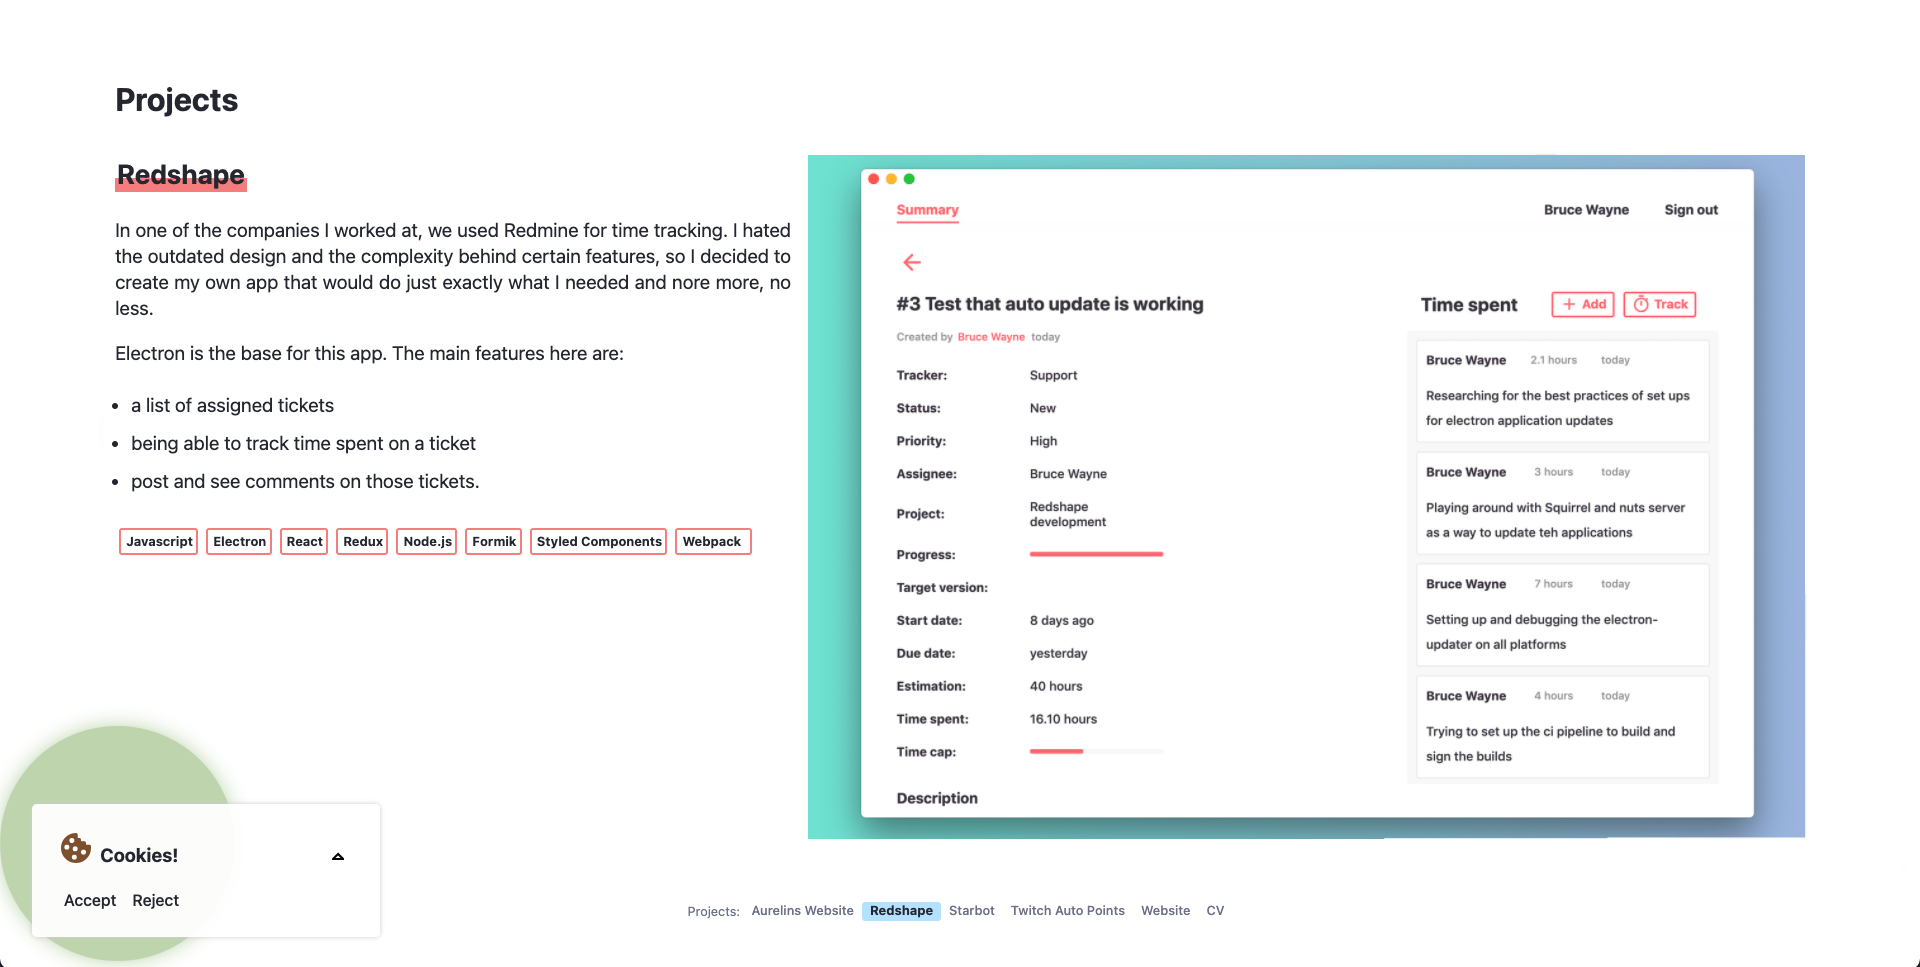 Projects
Redshape
In one of the companies I worked at, we used Redmine for time tracking. I hated
the outdated design and the complexity behind certain features, so I decided to
create my own app that would do just exactly what I needed and nore more, no
less.
Electron is the base for this app. The main features here are:
a list of assigned tickets
being able to track time spent on a ticket
post and see comments on those tickets.
Javascript Electron React Redux Node.js Formik Styled Components Webpack
Summary
Bruce Wayne Sign out
#3 Test that auto update is working
Created by Bruce Wayne today
Tracker: Support
Status: New
Priority: High
Assignee: Bruce Wayne
Project: Redshape
development
Progress:
Target version:
Start date: 8 days ago
Due date: yesterday
Estimation: 40 hours
Time spent: 16.10 hours
Time cap:
Description
Time spent + Add Track
Bruce Wayne 2.1 hours today
Researching for the best practices of set ups
for electron application updates
Bruce Wayne 3 hours today
Playing around with Squirrel and nuts server
as a way to update teh applications
Bruce Wayne 7 hours today
Setting up and debugging the electron-
updater on all platforms
Bruce Wayne 4 hours today
Trying to set up the ci pipeline to build and
sign the builds
Cookies!
Accept Reject
Projects: Aurelins Website Redshape Starbot Twitch Auto Points Website CV